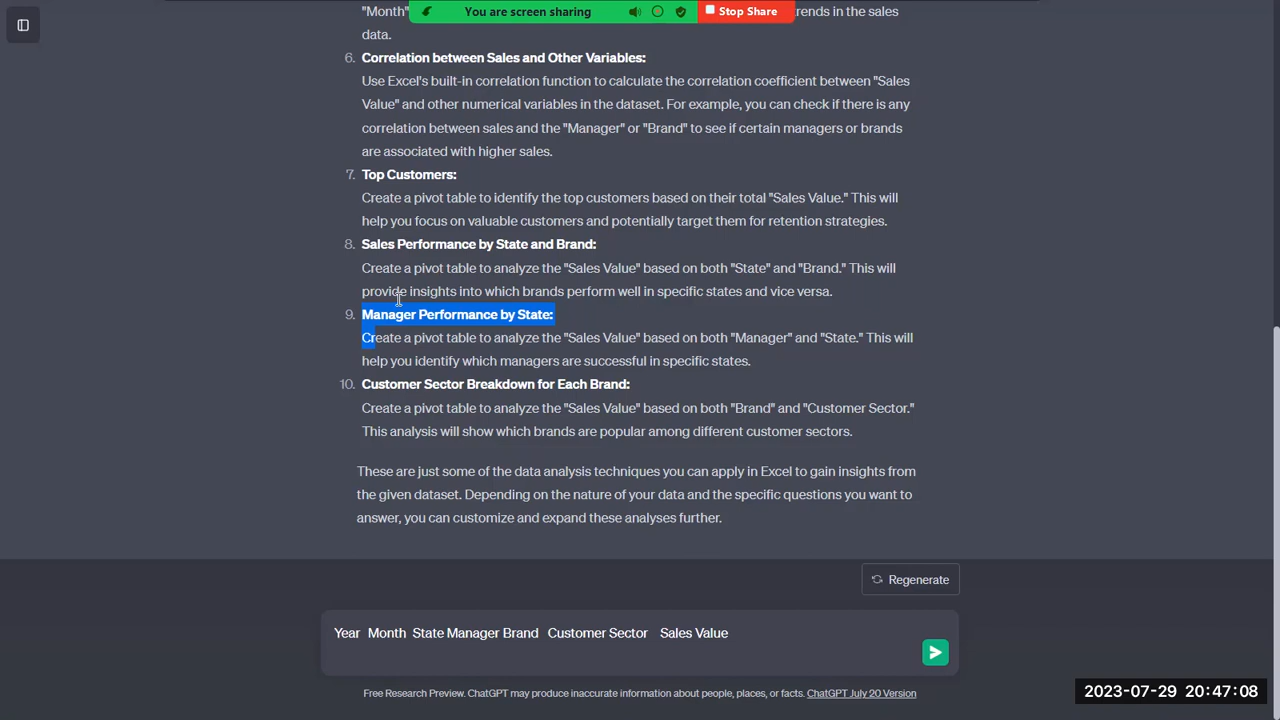 "Month"
You are screen sharing
Stop Share
rends in the sales
data.
6. Correlation between Sales and Other Variables:
Use Excel's built-in correlation function to calculate the correlation coefficient between "Sales
Value" and other numerical variables in the dataset. For example, you can check if there is any
correlation between sales and the "Manager" or "Brand" to see if certain managers or brands
are associated with higher sales.
7. Top Customers:
Create a pivot table to identify the top customers based on their total "Sales Value." This will
help you focus on valuable customers and potentially target them for retention strategies.
8. Sales Performance by State and Brand:
Create a pivot table to analyze the "Sales Value" based on both "State" and "Brand." This will
provide insights into which brands perform well in specific states and vice versa.
9. Manager Performance by State:
Create a pivot table to analyze the "Sales Value" based on both "Manager" and "State." This will
help you identify which managers are successful in specific states.
10. Customer Sector Breakdown for Each Brand:
Create a pivot table to analyze the "Sales Value" based on both "Brand" and "Customer Sector."
This analysis will show which brands are popular among different customer sectors.
These are just some of the data analysis techniques you can apply in Excel to gain insights from
the given dataset. Depending on the nature of your data and the specific questions you want to
answer, you can customize and expand these analyses further.
Regenerate
Year Month State Manager Brand Customer Sector Sales Value
Free Research Preview. ChatGPT may produce inaccurate information about people, places, or facts. ChatGPT July 20 Version
2023-07-29 20:47:08